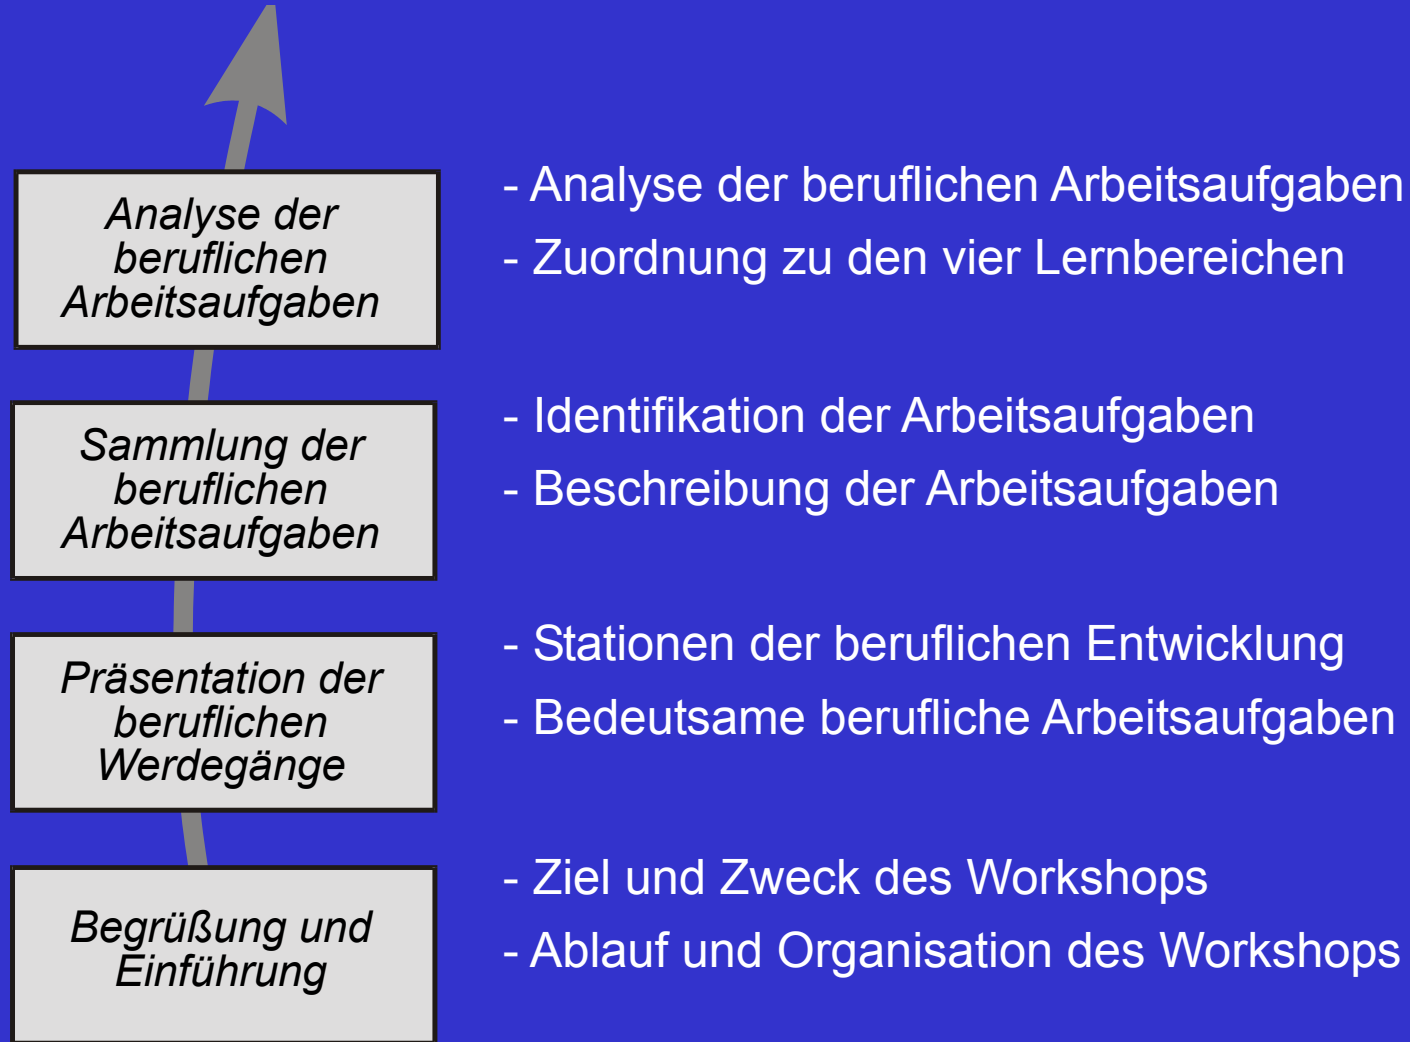 Analyse der
beruflichen
Arbeitsaufgaben
- Analyse der beruflichen Arbeitsaufgaben
- Zuordnung zu den vier Lernbereichen
Sammlung der
beruflichen
Arbeitsaufgaben
- Identifikation der Arbeitsaufgaben
- Beschreibung der Arbeitsaufgaben
Präsentation der
beruflichen
Werdegänge
- Stationen der beruflichen Entwicklung
- Bedeutsame berufliche Arbeitsaufgaben
Begrüßung und
Einführung
- Ziel und Zweck des Workshops
- Ablauf und Organisation des Workshops